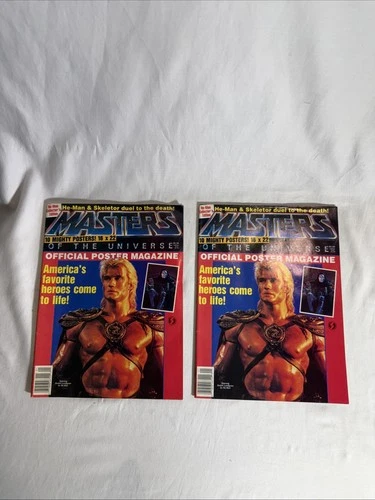 He-Man & Skeletor duel to the death!
MASTERS
10 MIGHTY POSTERS! 16 x 22
OF THE UNIVERSE
OFFICIAL POSTER MAGAZINE
America's
favorite
heroes come
to life!
He-Man & Skeletor duel to the death!
MASTERS
10 MIGHTY POSTERS! 16 x 22
OF THE UNIVERSE
OFFICIAL POSTER MAGAZINE
America's
favorite
heroes come
to life!